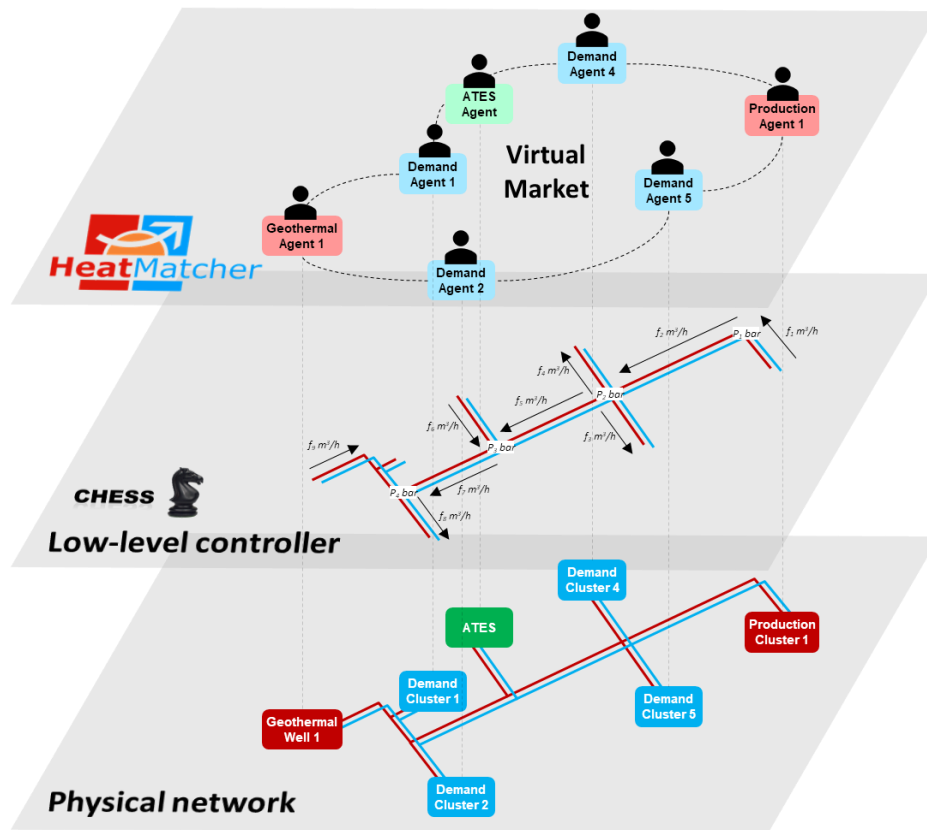 Demand
Agent 4
ATES
Agent
Production
Agent 1
Demand
Agent 1
Virtual
Market
Demand
Agent 5
Geothermal
Agent 1
Demand
Agent 2
HeatMatcher
P₁ bar
f₁ m³/h
f₂ m³/h
f₄ m³/h
P₂ bar
f₅ m³/h
f₃ m³/h
f₆ m³/h
P₃ bar
f₉ m³/h
f₇ m³/h
P₄ bar
f₈ m³/h
CHESS
Low-level controller
Demand
Cluster 4
ATES
Production
Cluster 1
Demand
Cluster 1
Demand
Cluster 5
Geothermal
Well 1
Demand
Cluster 2
Physical network